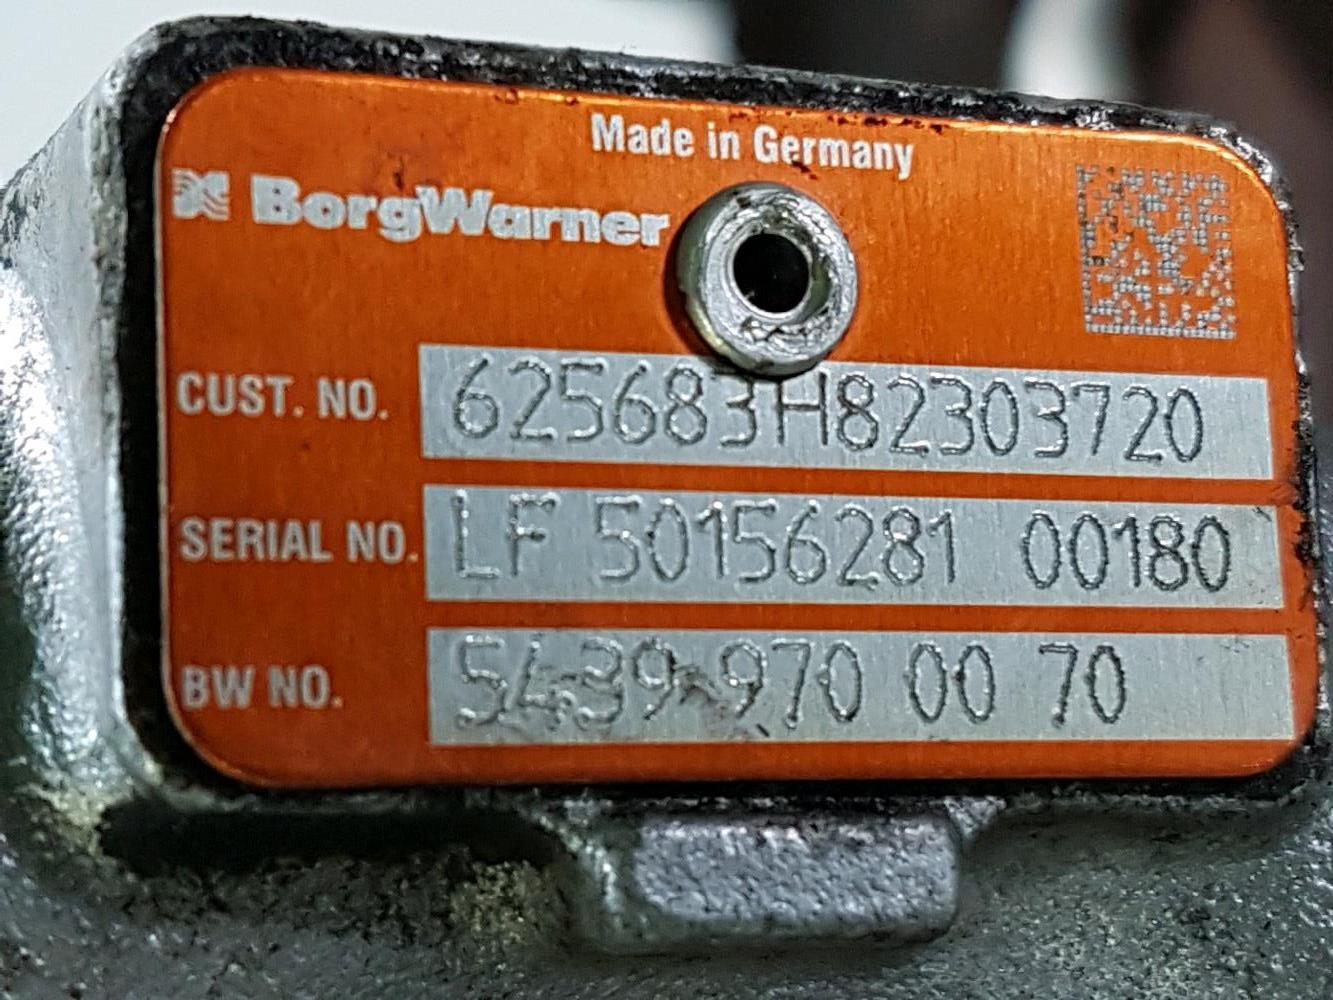 Made in Germany
BorgWarner
CUST. NO. 625683H82303720
SERIAL NO. LF 50156281 00180
BW NO. 5439 970 00 70